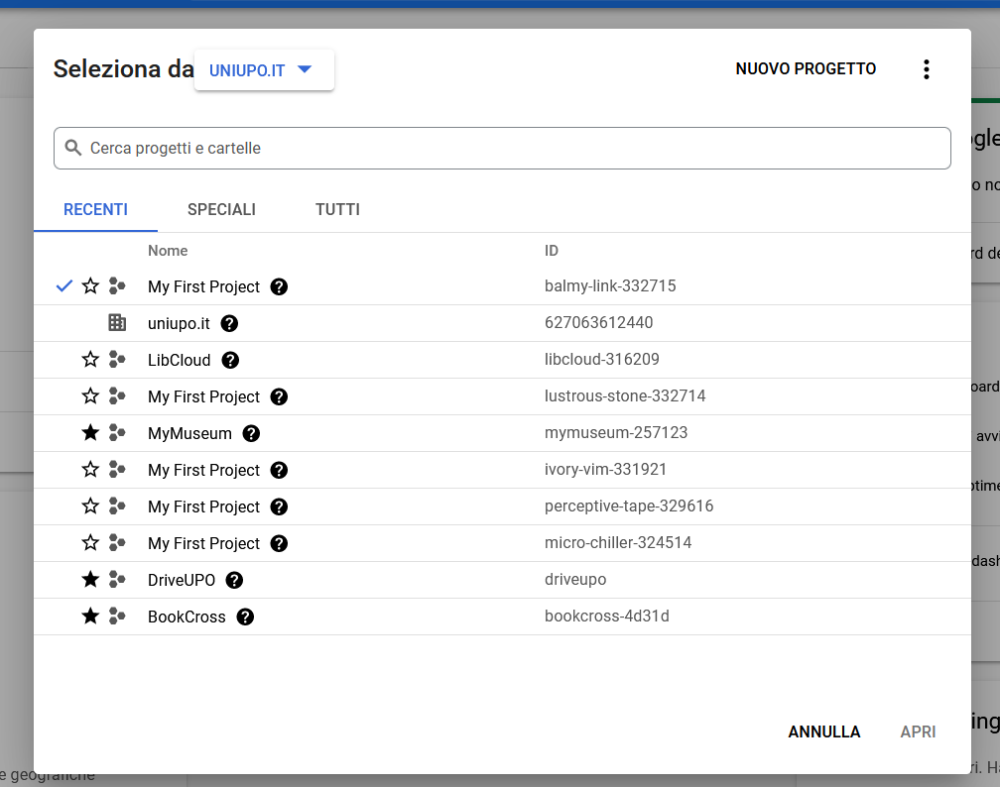 Seleziona da UNIUPO.IT NUOVO PROGETTO
Cerca progetti e cartelle
RECENTI SPECIALI TUTTI
Nome ID
My First Project balmy-link-332715
uniupo.it 627063612440
LibCloud libcloud-316209
My First Project lustrous-stone-332714
MyMuseum mymuseum-257123
My First Project ivory-vim-331921
My First Project perceptive-tape-329616
My First Project micro-chiller-324514
DriveUPO driveupo
BookCross bookcross-4d31d
ANNULLA APRI
e geografiche